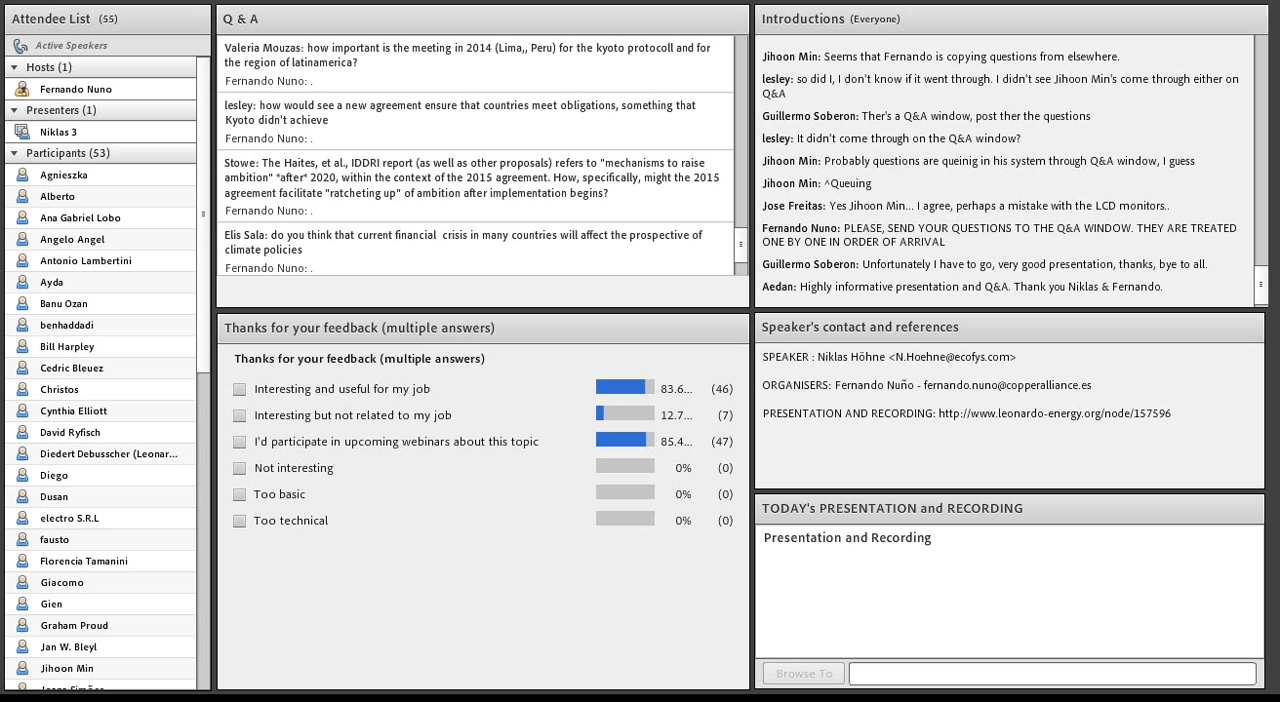 Attendee List (55)
Active Speakers
Hosts (1)
Fernando Nuno
Presenters (1)
Niklas 3
Participants (53)
Agnieszka
Alberto
Ana Gabriel Lobo
Angelo Angel
Antonio Lambertini
Ayda
Banu Ozan
benhaddadi
Bill Harpley
Cedric Bleuez
Christos
Cynthia Elliott
David Ryfisch
Diedert Debusscher (Leonar...
Diego
Dusan
electro S.R.L
fausto
Florencia Tamanini
Giacomo
Gien
Graham Proud
Jan W. Bleyl
Jihoon Min
Q & A
Valeria Mouzas: how important is the meeting in 2014 (Lima,, Peru) for the kyoto protocoll and for
the region of latinamerica?
Fernando Nuno: .
lesley: how would see a new agreement ensure that countries meet obligations, something that
Kyoto didn't achieve
Fernando Nuno: .
Stowe: The Haites, et al., IDDRI report (as well as other proposals) refers to "mechanisms to raise
ambition" *after* 2020, within the context of the 2015 agreement. How, specifically, might the 2015
agreement facilitate "ratcheting up" of ambition after implementation begins?
Fernando Nuno: .
Elis Sala: do you think that current financial  crisis in many countries will affect the prospective of
climate policies
Fernando Nuno: .
Thanks for your feedback (multiple answers)
Thanks for your feedback (multiple answers)
Interesting and useful for my job 83.6... (46)
Interesting but not related to my job 12.7... (7)
I'd participate in upcoming webinars about this topic 85.4... (47)
Not interesting 0% (0)
Too basic 0% (0)
Too technical 0% (0)
Introductions (Everyone)
Jihoon Min: Seems that Fernando is copying questions from elsewhere.
lesley: so did I, I don't know if it went through. I didn't see Jihoon Min's come through either on
Q&A
Guillermo Soberon: Ther's a Q&A window, post ther the questions
lesley: It didn't come through on the Q&A window?
Jihoon Min: Probably questions are queinig in his system through Q&A window, I guess
Jihoon Min: ^Queuing
Jose Freitas: Yes Jihoon Min... I agree, perhaps a mistake with the LCD monitors..
Fernando Nuno: PLEASE, SEND YOUR QUESTIONS TO THE Q&A WINDOW. THEY ARE TREATED
ONE BY ONE IN ORDER OF ARRIVAL
Guillermo Soberon: Unfortunately I have to go, very good presentation, thanks, bye to all.
Aedan: Highly informative presentation and Q&A. Thank you Niklas & Fernando.
Speaker's contact and references
SPEAKER : Niklas Höhne <N.Hoehne@ecofys.com>
ORGANISERS: Fernando Nuño - fernando.nuno@copperalliance.es
PRESENTATION AND RECORDING: http://www.leonardo-energy.org/node/157596
TODAY's PRESENTATION and RECORDING
Presentation and Recording
Browse To